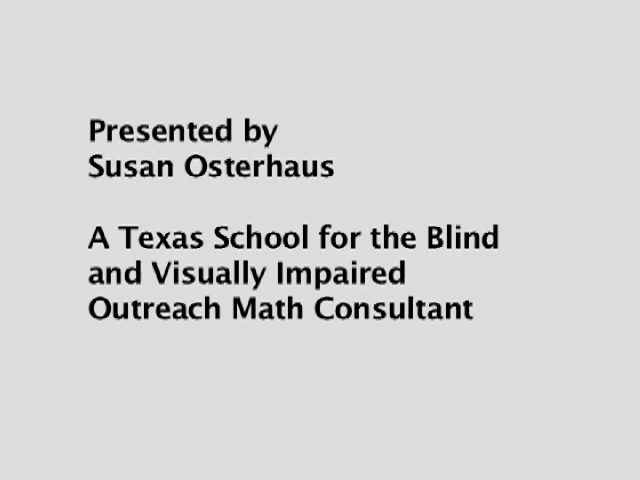 Presented by
Susan Osterhaus
A Texas School for the Blind
and Visually Impaired
Outreach Math Consultant